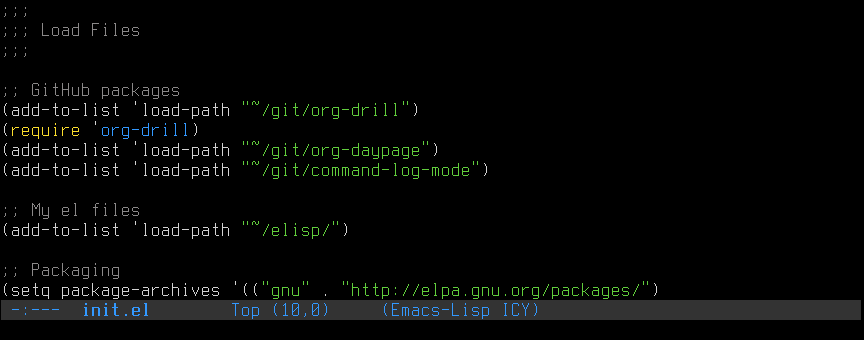 ;;;
;;; Load Files
;;;
;; GitHub packages
(add-to-list 'load-path "~/git/org-drill")
(require 'org-drill)
(add-to-list 'load-path "~/git/org-daypage")
(add-to-list 'load-path "~/git/command-log-mode")
;; My el files
(add-to-list 'load-path "~/elisp/")
;; Packaging
(setq package-archives '(("gnu" . "http://elpa.gnu.org/packages/")
-:--- init.el Top (10,0) (Emacs-Lisp ICY)